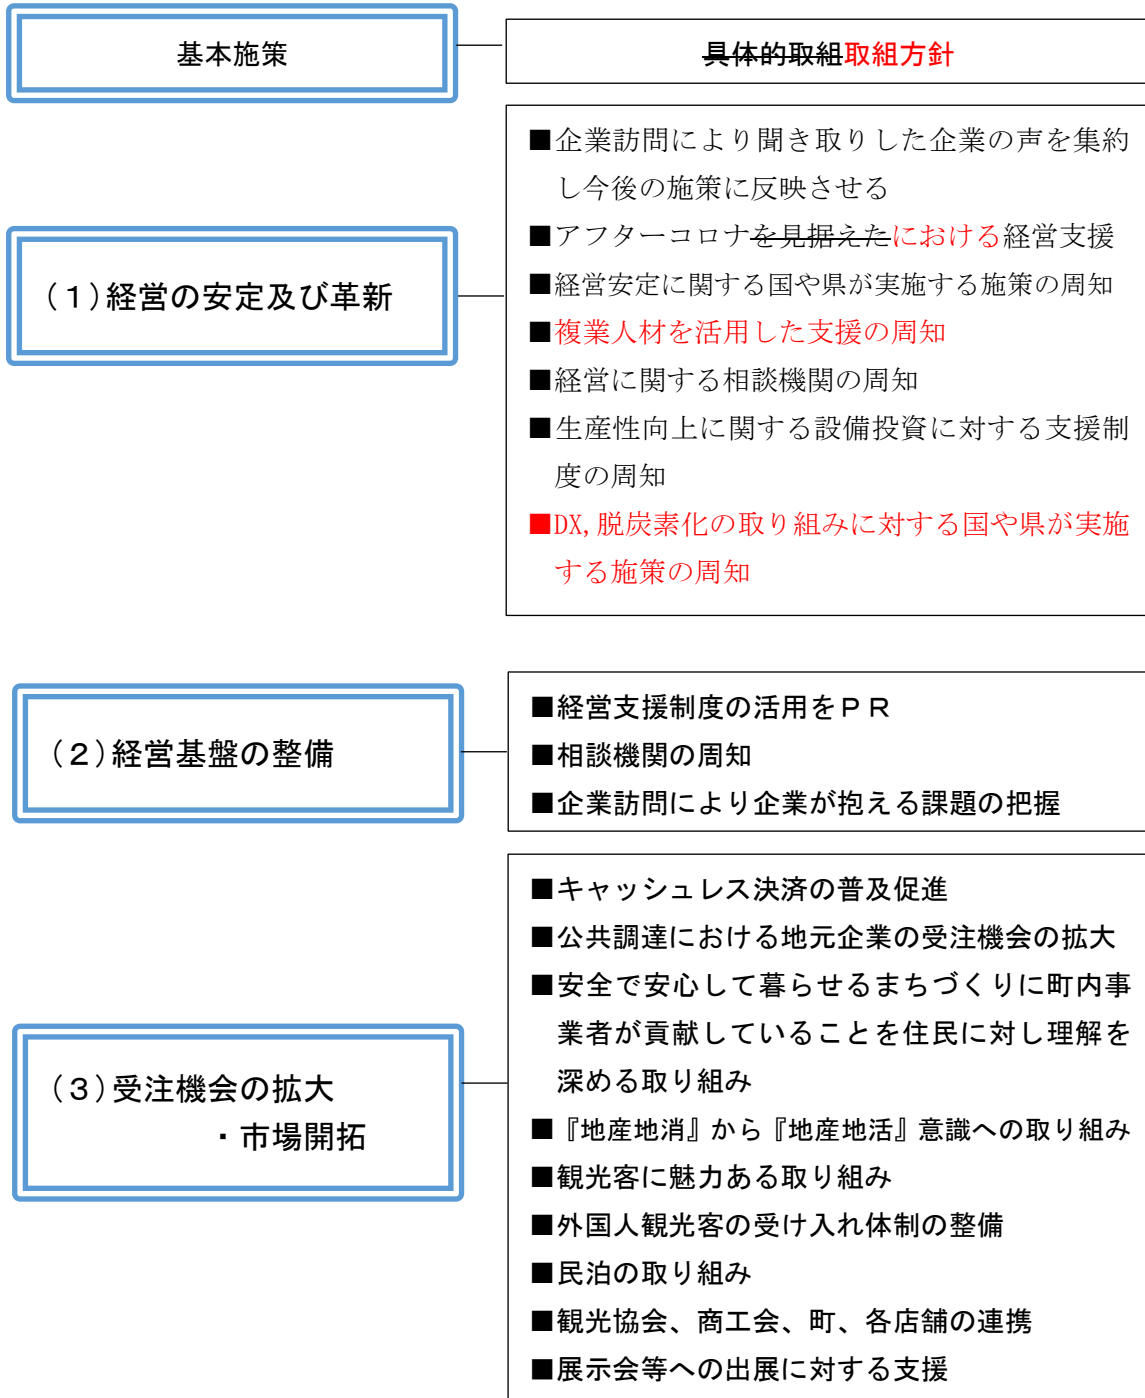 基本施策
具体的取組取組方針
(1)経営の安定及び革新
■企業訪問により聞き取りした企業の声を集約
し今後の施策に反映させる
■アフターコロナを見据えたにおける経営支援
■経営安定に関する国や県が実施する施策の周知
■複業人材を活用した支援の周知
■経営に関する相談機関の周知
■生産性向上に関する設備投資に対する支援制
度の周知
■DX,脱炭素化の取り組みに対する国や県が実施
する施策の周知
(2)経営基盤の整備
■経営支援制度の活用をPR
■相談機関の周知
■企業訪問により企業が抱える課題の把握
(3)受注機会の拡大
・市場開拓
■キャッシュレス決済の普及促進
■公共調達における地元企業の受注機会の拡大
■安全で安心して暮らせるまちづくりに町内事
業者が貢献していることを住民に対し理解を
深める取り組み
■『地産地消』から『地産地活』意識への取り組み
■観光客に魅力ある取り組み
■外国人観光客の受け入れ体制の整備
■民泊の取り組み
■観光協会、商工会、町、各店舗の連携
■展示会等への出展に対する支援